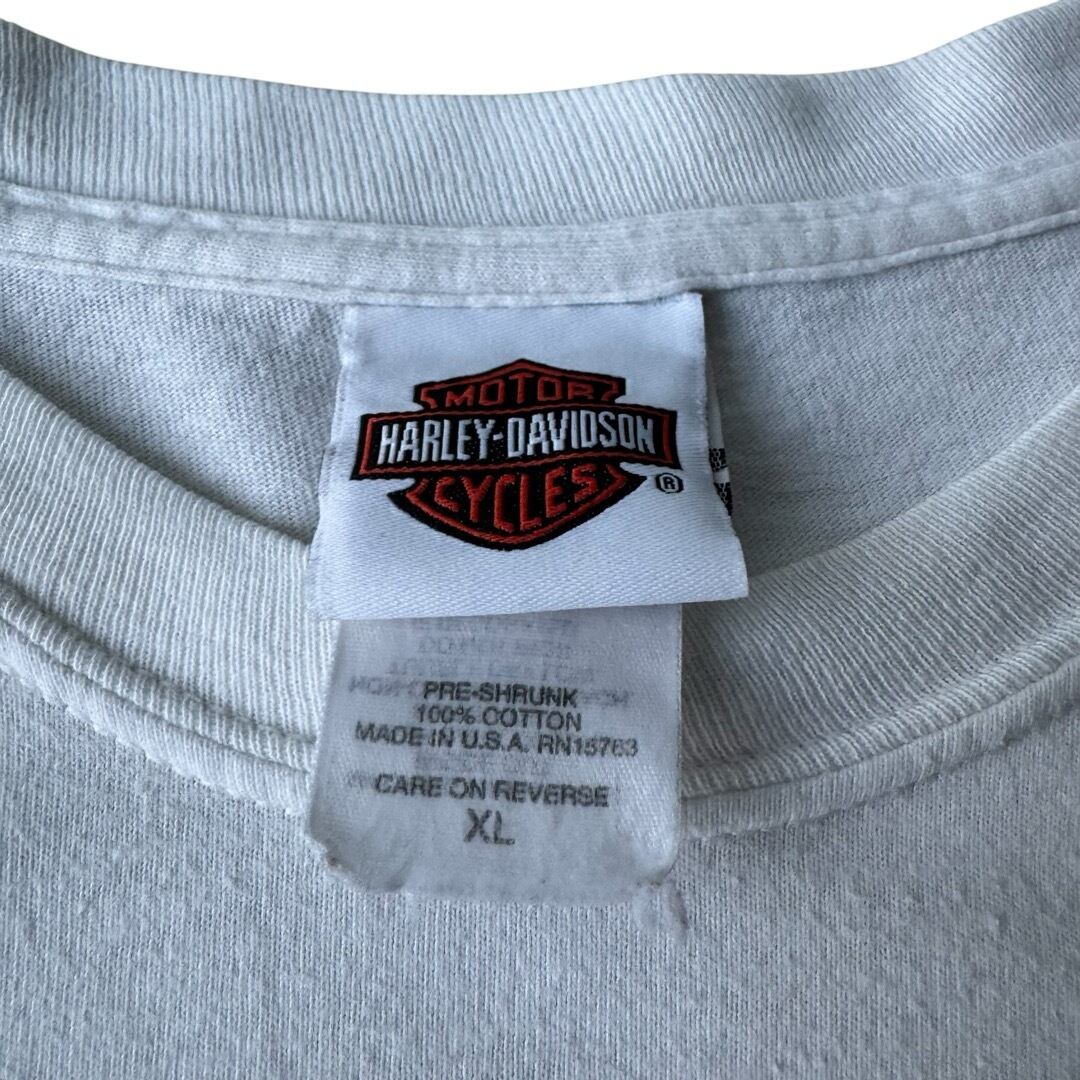 MOTOR
HARLEY-DAVIDSON
CYCLES
®
PRE-SHRUNK
100% COTTON
MADE IN U.S.A. RN15763
CARE ON REVERSE
XL